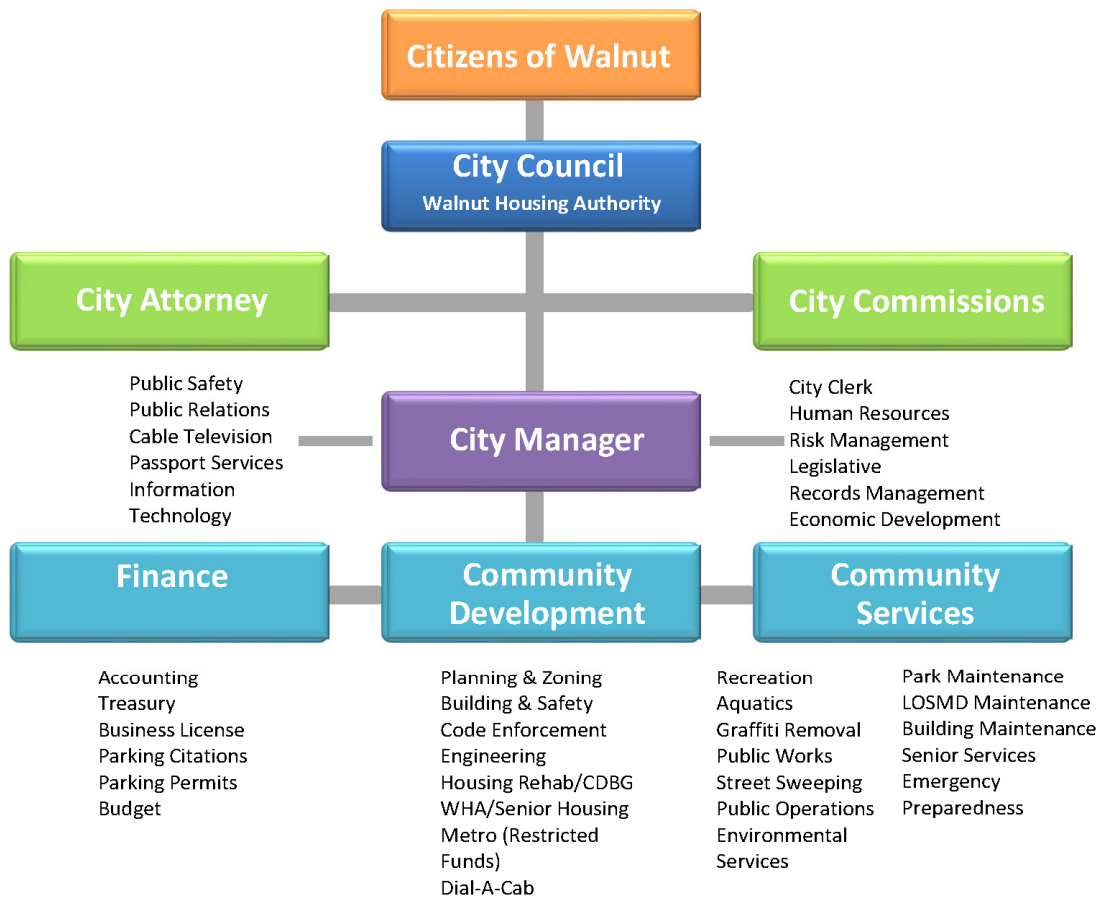 Citizens of Walnut
City Council
Walnut Housing Authority
City Attorney
City Commissions
Public Safety
Public Relations
Cable Television
Passport Services
Information
Technology
City Manager
City Clerk
Human Resources
Risk Management
Legislative
Records Management
Economic Development
Finance
Community
Development
Community
Services
Accounting
Treasury
Business License
Parking Citations
Parking Permits
Budget
Planning & Zoning
Building & Safety
Code Enforcement
Engineering
Housing Rehab/CDBG
WHA/Senior Housing
Metro (Restricted
Funds)
Dial-A-Cab
Recreation
Aquatics
Graffiti Removal
Public Works
Street Sweeping
Public Operations
Environmental
Services
Park Maintenance
LOSMD Maintenance
Building Maintenance
Senior Services
Emergency
Preparedness